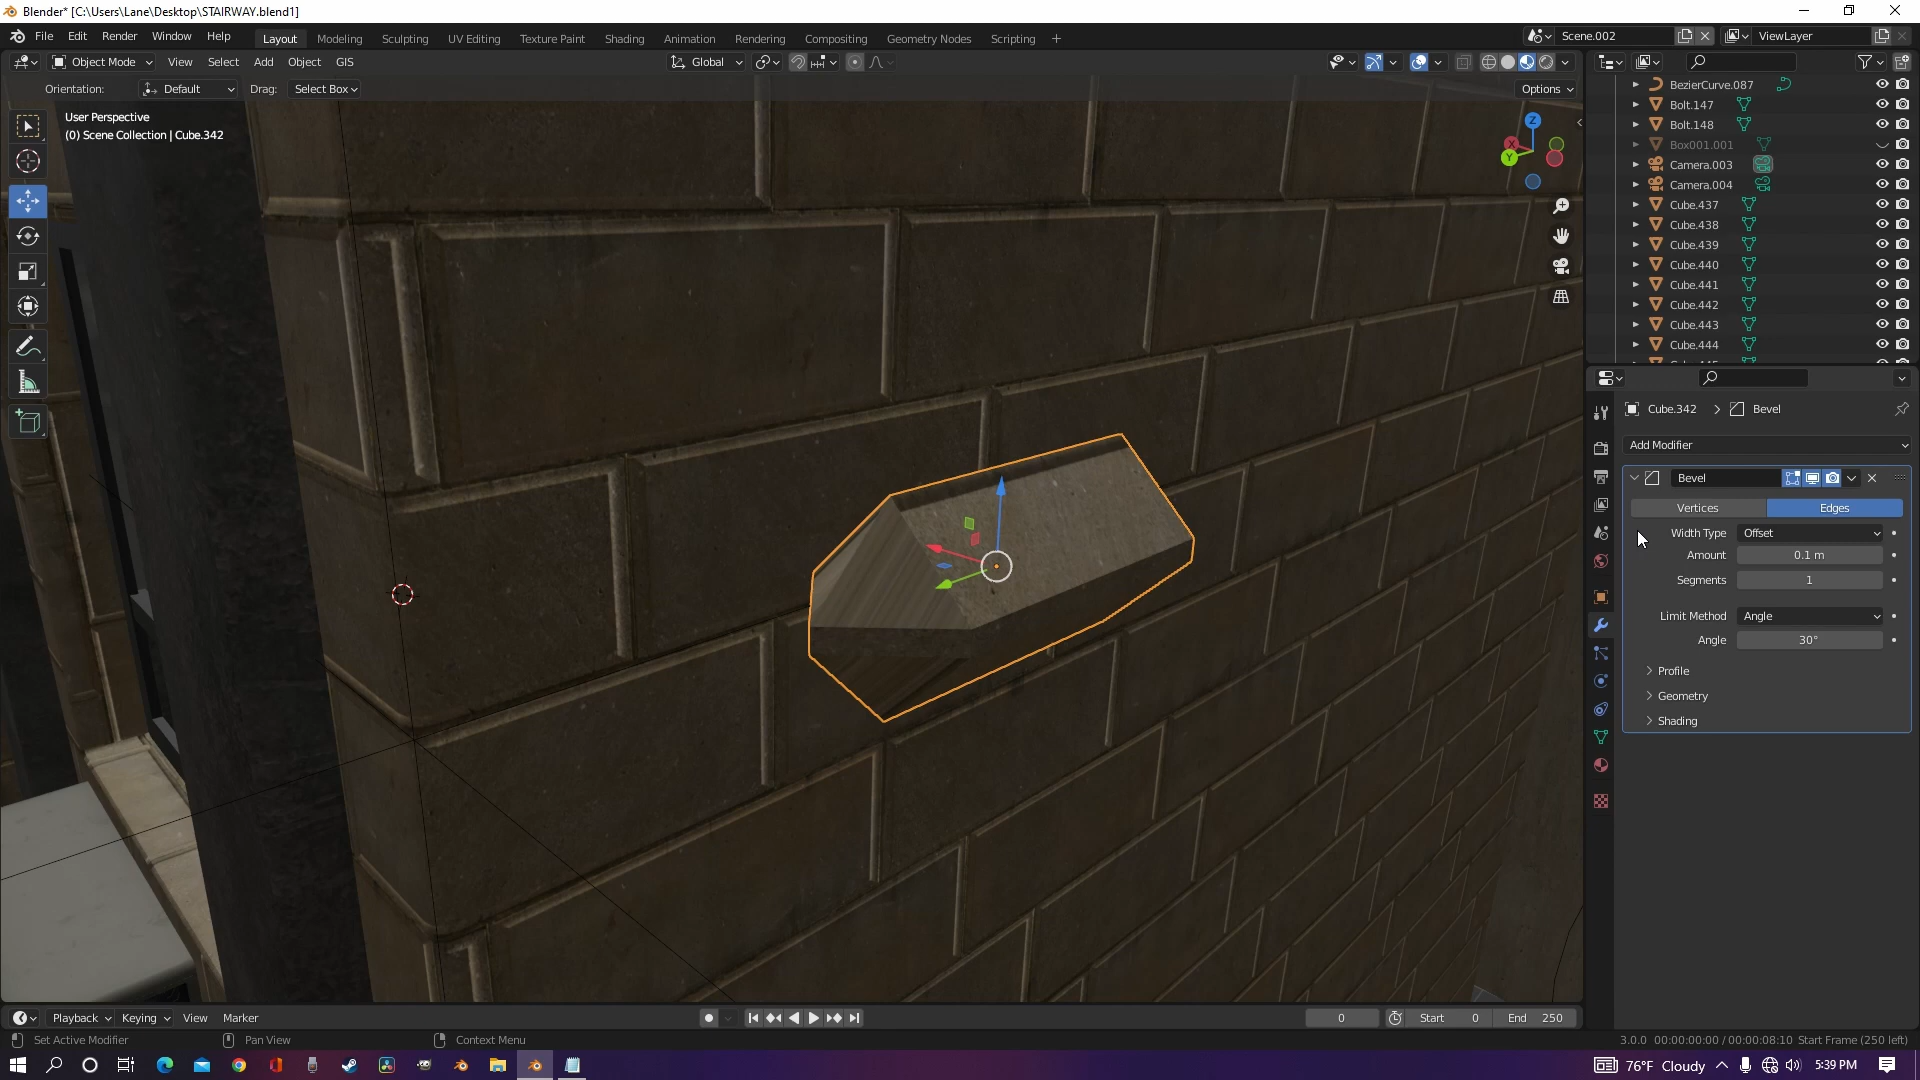 Blender* [C:\Users\Lane\Desktop\STAIRWAY.blend1]
File Edit Render Window Help Layout Modeling Sculpting UV Editing Texture Paint Shading Animation Rendering Compositing Geometry Nodes Scripting + Scene.002 ViewLayer
Object Mode View Select Add Object GIS Global
Orientation: Default Drag: Select Box Options
User Perspective
(0) Scene Collection | Cube.342
Z
X
Y
BezierCurve.087
Bolt.147
Bolt.148
Box001.001
Camera.003
Camera.004
Cube.437
Cube.438
Cube.439
Cube.440
Cube.441
Cube.442
Cube.443
Cube.444
Cube.342 > Bevel
Add Modifier
Bevel
Vertices Edges
Width Type Offset
Amount 0.1 m
Segments 1
Limit Method Angle
Angle 30°
Profile
Geometry
Shading
Playback Keying View Marker 0 Start 0 End 250
Set Active Modifier Pan View Context Menu 3.0.0 00:00:00:00 / 00:00:08:10 Start Frame (250 left)
76°F Cloudy 5:39 PM